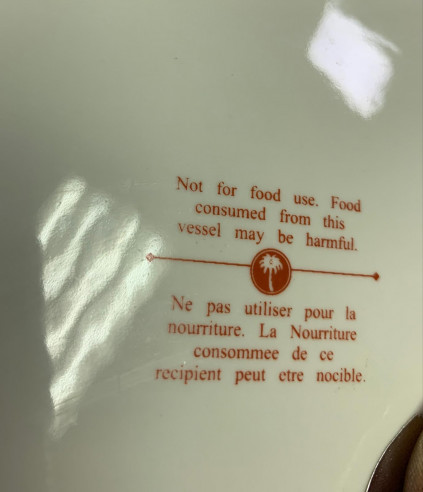 Not for food use. Food
consumed from this
vessel may be harmful.
Ne pas utiliser pour la
nourriture. La Nourriture
consommee de ce
recipient peut etre nocible.